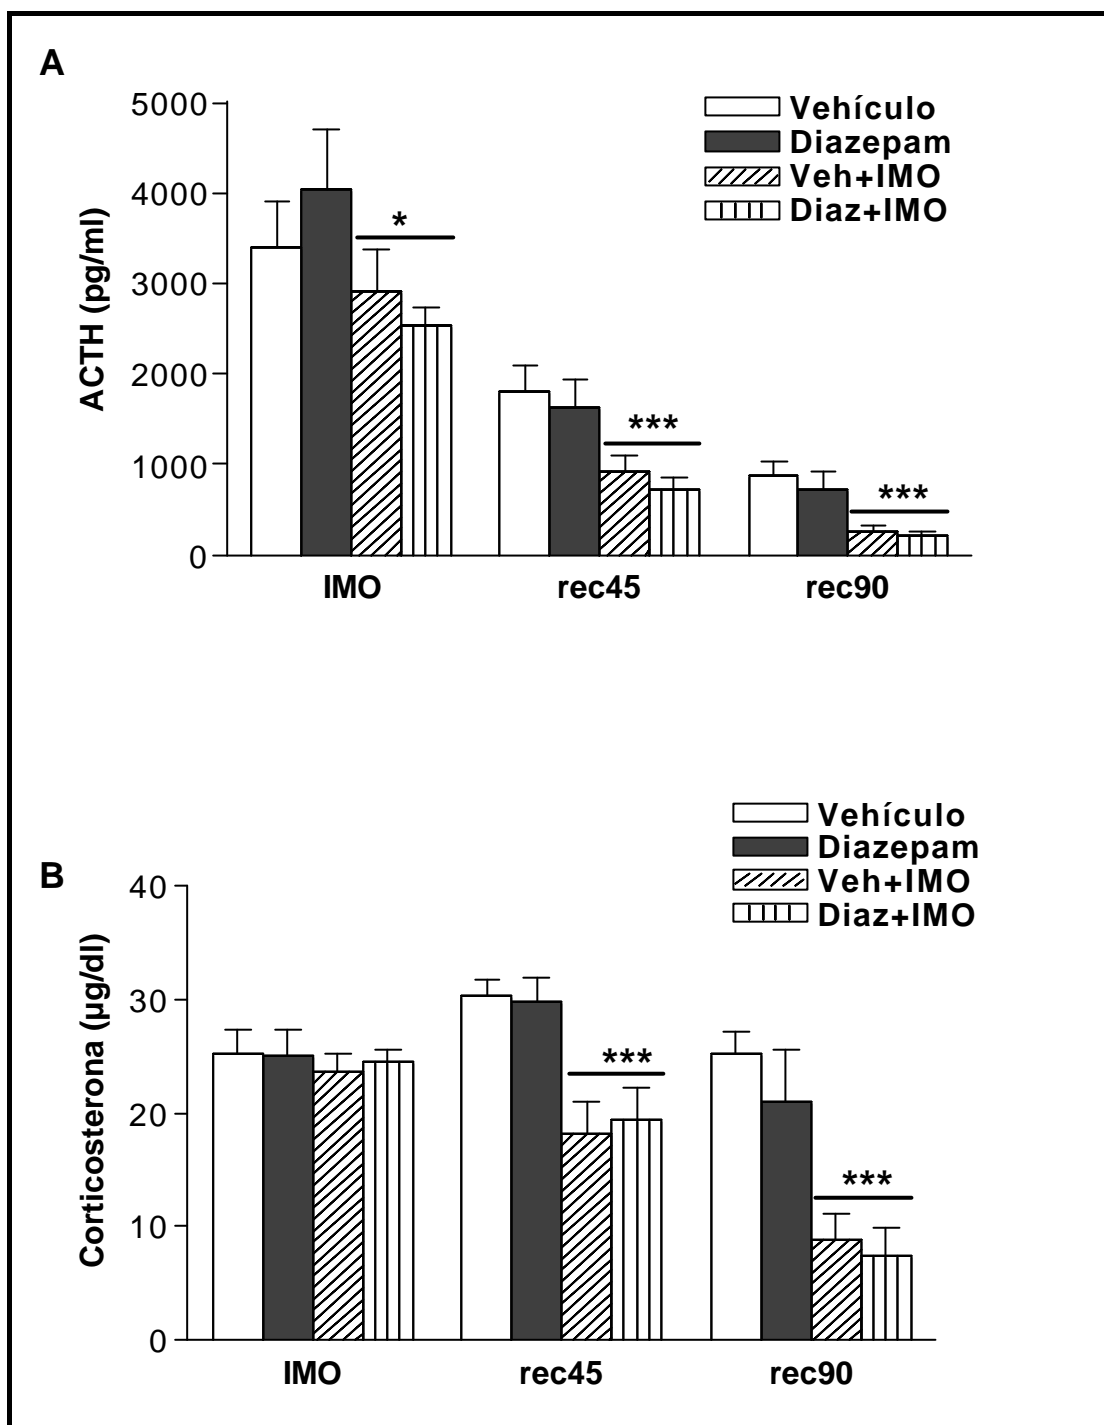 A
5000
4000
3000
2000
1000
0
ACTH (pg/ml)
Vehículo
Diazepam
Veh+IMO
Diaz+IMO
*
***
***
IMO rec45 rec90
B
40
30
20
10
0
Corticosterona (µg/dl)
Vehículo
Diazepam
Veh+IMO
Diaz+IMO
***
***
IMO rec45 rec90